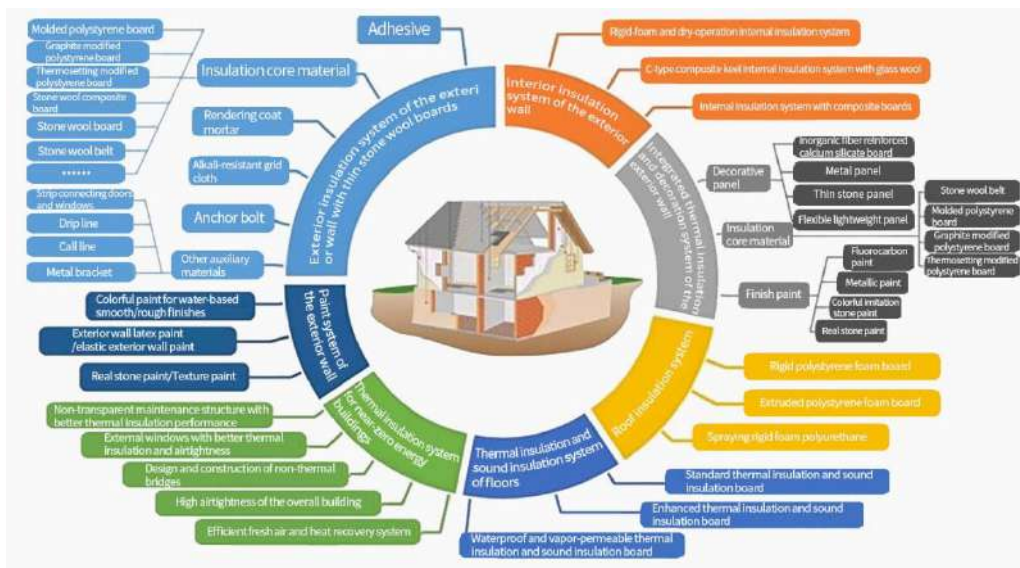 Molded polystyrene board
Graphite modified
polystyrene board
Thermosetting modified
polystyrene board
Stone wool composite
board
Stone wool board
Stone wool belt
******
Adhesive
Insulation core material
Rendering coat
mortar
Alkali-resistant grid
cloth
Anchor bolt
Other auxiliary
materials
Strip connecting doors
and windows
Drip line
Call line
Metal bracket
Exterior insulation system of the exteri
or wall with thin stone wool boards
Interior insulation
system of the exterior
wall
Rigid-foam and dry-operation internal insulation system
C-type composite keel internal insulation system with glass wool
Internal insulation system with composite boards
Integrated thermal insulation
and decoration system of the
exterior wall
Decorative
panel
Inorganic fiber reinforced
calcium silicate board
Metal panel
Thin stone panel
Flexible lightweight panel
Insulation
core material
Stone wool belt
Molded polystyrene
board
Graphite modified
polystyrene board
Thermosetting modified
polystyrene board
Finish paint
Fluorocarbon
paint
Metallic paint
Colorful imitation
stone paint
Real stone paint
Roof insulation system
Rigid polystyrene foam board
Extruded polystyrene foam board
Spraying rigid foam polyurethane
Thermal insulation and
sound insulation system
of floors
Standard thermal insulation and sound
insulation board
Enhanced thermal insulation and sound
insulation board
Waterproof and vapor-permeable thermal
insulation and sound insulation board
Thermal insulation system
for near-zero energy
buildings
Non-transparent maintenance structure with
better thermal insulation performance
External windows with better thermal
insulation and airtightness
Design and construction of non-thermal
bridges
High airtightness of the overall building
Efficient fresh air and heat recovery system
Paint system of
the exterior wall
Colorful paint for water-based
smooth/rough finishes
Exterior wall latex paint
/elastic exterior wall paint
Real stone paint/Texture paint